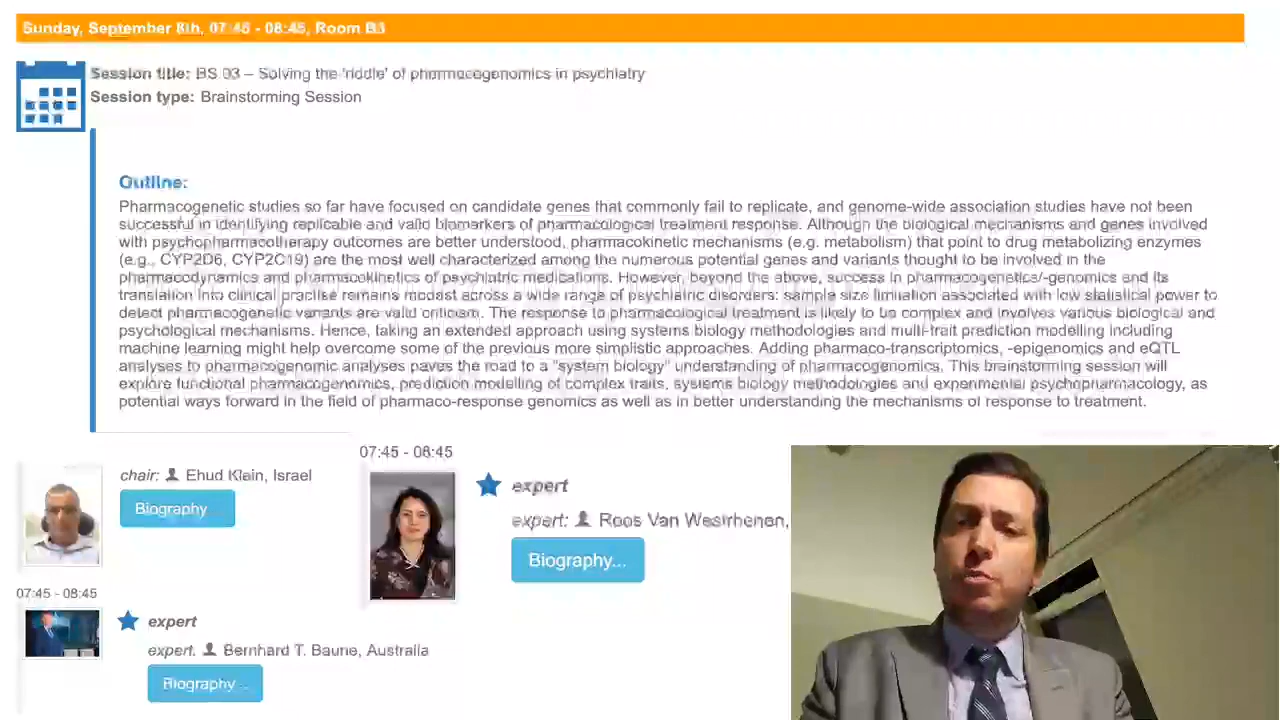 Sunday, September 8th, 07:45 - 08:45, Room B3
Session title: BS.03 – Solving the 'riddle' of pharmacogenomics in psychiatry
Session type: Brainstorming Session
Outline:
Pharmacogenetic studies so far have focused on candidate genes that commonly fail to replicate, and genome-wide association studies have not been
successful in identifying replicable and valid biomarkers of pharmacological treatment response. Although the biological mechanisms and genes involved
with psychopharmacotherapy outcomes are better understood, pharmacokinetic mechanisms (e.g. metabolism) that point to drug metabolizing enzymes
(e.g., CYP2D6, CYP2C19) are the most well characterized among the numerous potential genes and variants thought to be involved in the
pharmacodynamics and pharmacokinetics of psychiatric medications. However, beyond the above, success in pharmacogenetics/-genomics and its
translation into clinical practise remains modest across a wide range of psychiatric disorders: sample size limitation associated with low statistical power to
detect pharmacogenetic variants are valid criticism. The response to pharmacological treatment is likely to be complex and involves various biological and
psychological mechanisms. Hence, taking an extended approach using systems biology methodologies and multi-trait prediction modelling including
machine learning might help overcome some of the previous more simplistic approaches. Adding pharmaco-transcriptomics, -epigenomics and eQTL
analyses to pharmacogenomic analyses paves the road to a "system biology" understanding of pharmacogenomics. This brainstorming session will
explore functional pharmacogenomics, prediction modelling of complex traits, systems biology methodologies and experimental psychopharmacology, as
potential ways forward in the field of pharmaco-response genomics as well as in better understanding the mechanisms of response to treatment.
chair: Ehud Klein, Israel
Biography...
07:45 - 08:45
expert
expert: Roos Van Westrhenen,
Biography...
07:45 - 08:45
expert
expert: Bernhard T. Baune, Australia
Biography...